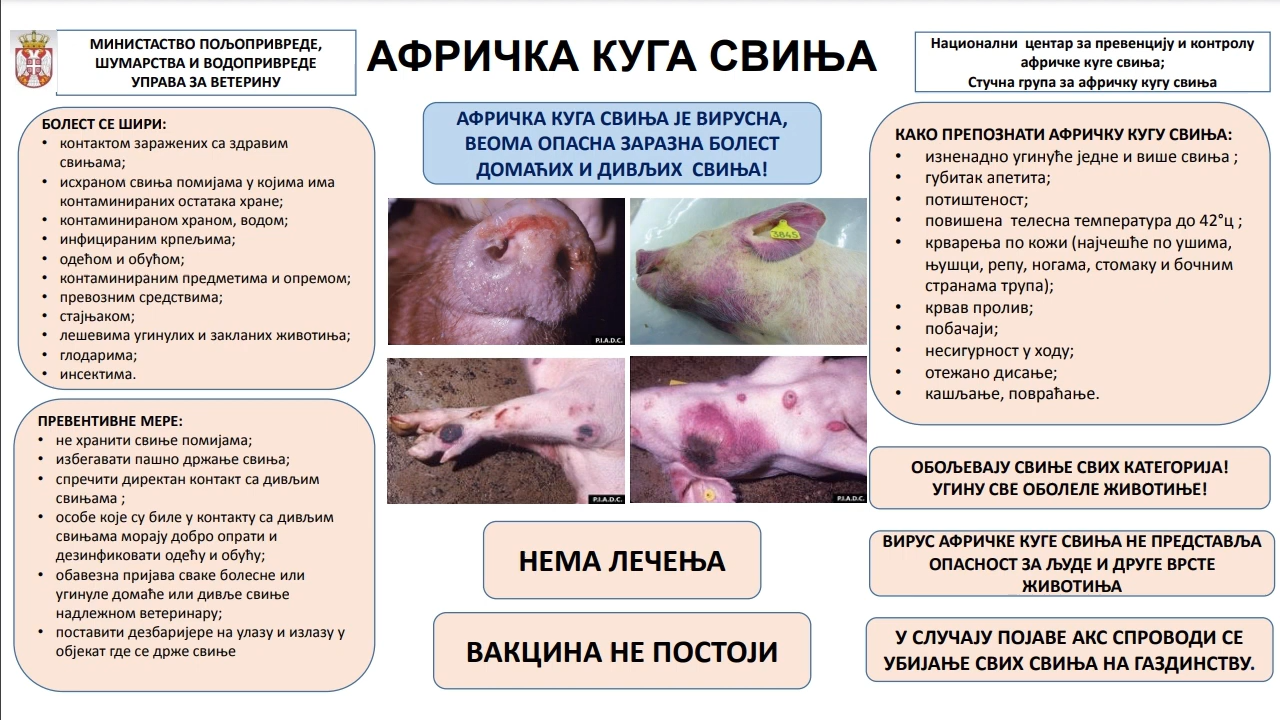 МИНИСТАСТВО ПОЉОПРИВРЕДЕ,
ШУМАРСТВА И ВОДОПРИВРЕДЕ
УПРАВА ЗА ВЕТЕРИНУ
АФРИЧКА КУГА СВИЊА
Национални центар за превенцију и контролу
афричке куге свиња;
Стучна група за афричку кугу свиња
БОЛЕСТ СЕ ШИРИ:
• контактом заражених са здравим
свињама;
• исхраном свиња помијама у којима има
контаминираних остатака хране;
• контаминираном храном, водом;
• инфицираним крпељима;
• одећом и обућом;
• контаминираним предметима и опремом;
• превозним средствима;
• стајњаком;
• лешевима угинулих и закланих животиња;
• глодарима;
• инсектима.
ПРЕВЕНТИВНЕ МЕРЕ:
• не хранити свиње помијама;
• избегавати пашно држање свиња;
• спречити директан контакт са дивљим
свињама ;
• особе које су биле у контакту са дивљим
свињама морају добро опрати и
дезинфиковати одећу и обућу;
• обавезна пријава сваке болесне или
угинуле домаће или дивље свиње
надлежном ветеринару;
• поставити дезбаријере на улазу и излазу у
објекат где се држе свиње
АФРИЧКА КУГА СВИЊА ЈЕ ВИРУСНА,
ВЕОМА ОПАСНА ЗАРАЗНА БОЛЕСТ
ДОМАЋИХ И ДИВЉИХ СВИЊА!
P.I.A.D.C.
3845
P.I.A.D.C.
P.I.A.D.C.
НЕМА ЛЕЧЕЊА
ВАКЦИНА НЕ ПОСТОЈИ
КАКО ПРЕПОЗНАТИ АФРИЧКУ КУГУ СВИЊА:
• изненадно угинуће једне и више свиња ;
• губитак апетита;
• потиштеност;
• повишена телесна температура до 42°ц ;
• крварења по кожи (најчешће по ушима,
њушци, репу, ногама, стомаку и бочним
странама трупа);
• крвав пролив;
• побачаји;
• несигурност у ходу;
• отежано дисање;
• кашљање, повраћање.
ОБОЉЕВАЈУ СВИЊЕ СВИХ КАТЕГОРИЈА!
УГИНУ СВЕ ОБОЛЕЛЕ ЖИВОТИЊЕ!
ВИРУС АФРИЧКЕ КУГЕ СВИЊА НЕ ПРЕДСТАВЉА
ОПАСНОСТ ЗА ЉУДЕ И ДРУГЕ ВРСТЕ
ЖИВОТИЊА
У СЛУЧАЈУ ПОЈАВЕ АКС СПРОВОДИ СЕ
УБИЈАЊЕ СВИХ СВИЊА НА ГАЗДИНСТВУ.